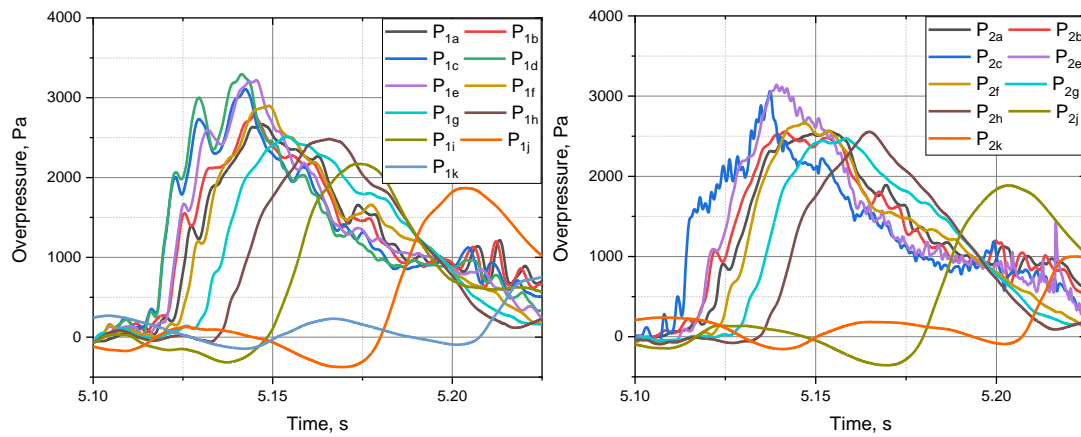 4000
3000
2000
1000
0
Overpressure, Pa
5.10
5.15
5.20
Time, s
P1a P1b
P1c P1d
P1e P1f
P1g P1h
P1i P1j
P1k
4000
3000
2000
1000
0
Overpressure, Pa
5.10
5.15
5.20
Time, s
P2a P2b
P2c P2e
P2f P2g
P2h P2j
P2k